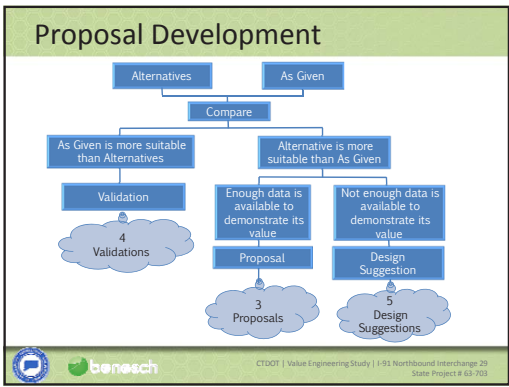 Proposal Development
Alternatives
As Given
Compare
As Given is more suitable
than Alternatives
Alternative is more
suitable than As Given
Validation
Enough data is
available to
demonstrate its
value
Not enough data is
available to
demonstrate its
value
Proposal
Design
Suggestion
4
Validations
3
Proposals
5
Design
Suggestions
benesch
CTDOT | Value Engineering Study | I-91 Northbound Interchange 29
State Project # 63-703